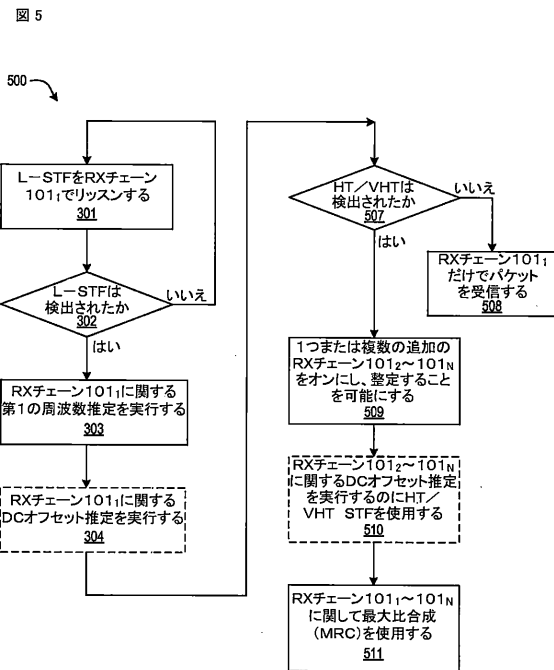 図 5
500
L-STFをRXチェーン
101₁でリッスンする
301
L-STFは
検出されたか
302
いいえ
はい
RXチェーン101₁に関する
第1の周波数推定を実行する
303
RXチェーン101₁に関する
DCオフセット推定を実行する
304
HT/VHTは
検出されたか
507
いいえ
はい
RXチェーン101₁
だけでパケット
を受信する
508
1つまたは複数の追加の
RXチェーン101₂~101N
をオンにし、整定すること
を可能にする
509
RXチェーン101₂~101N
に関するDCオフセット推定
を実行するのにHT/
VHT STFを使用する
510
RXチェーン101₁~101N
に関して最大比合成
(MRC)を使用する
511